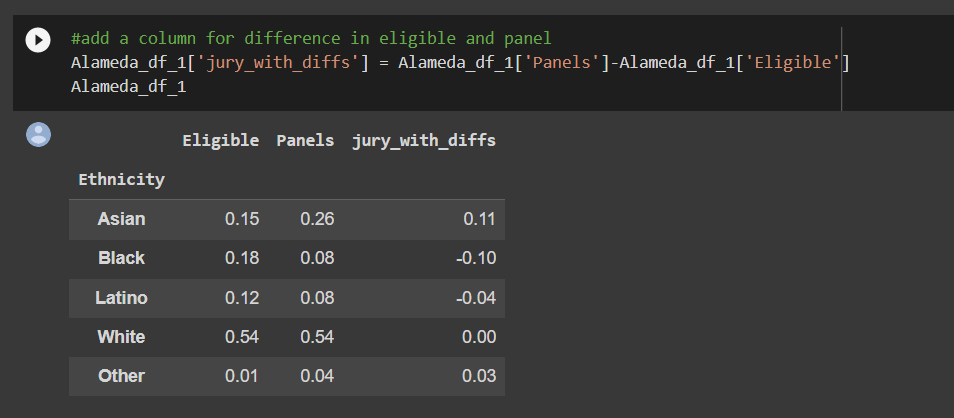 #add a column for difference in eligible and panel
Alameda_df_1['jury_with_diffs'] = Alameda_df_1['Panels']-Alameda_df_1['Eligible']
Alameda_df_1
Eligible Panels jury_with_diffs
Ethnicity
Asian 0.15 0.26 0.11
Black 0.18 0.08 -0.10
Latino 0.12 0.08 -0.04
White 0.54 0.54 0.00
Other 0.01 0.04 0.03